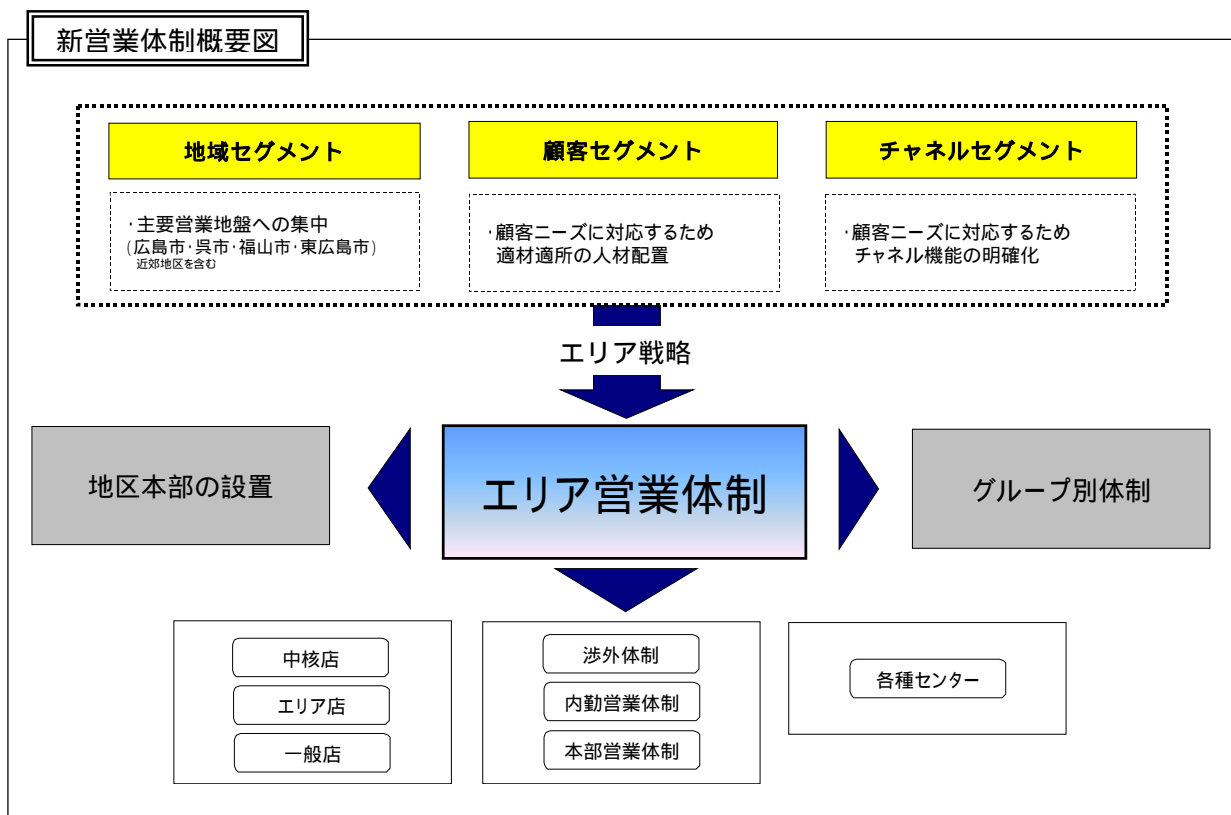 新営業体制概要図
地域セグメント
顧客セグメント
チャネルセグメント
・主要営業地盤への集中
(広島市・呉市・福山市・東広島市)
近郊地区を含む
・顧客ニーズに対応するため
適材適所の人材配置
・顧客ニーズに対応するため
チャネル機能の明確化
エリア戦略
地区本部の設置
エリア営業体制
グループ別体制
中核店
エリア店
一般店
渉外体制
内勤営業体制
本部営業体制
各種センター